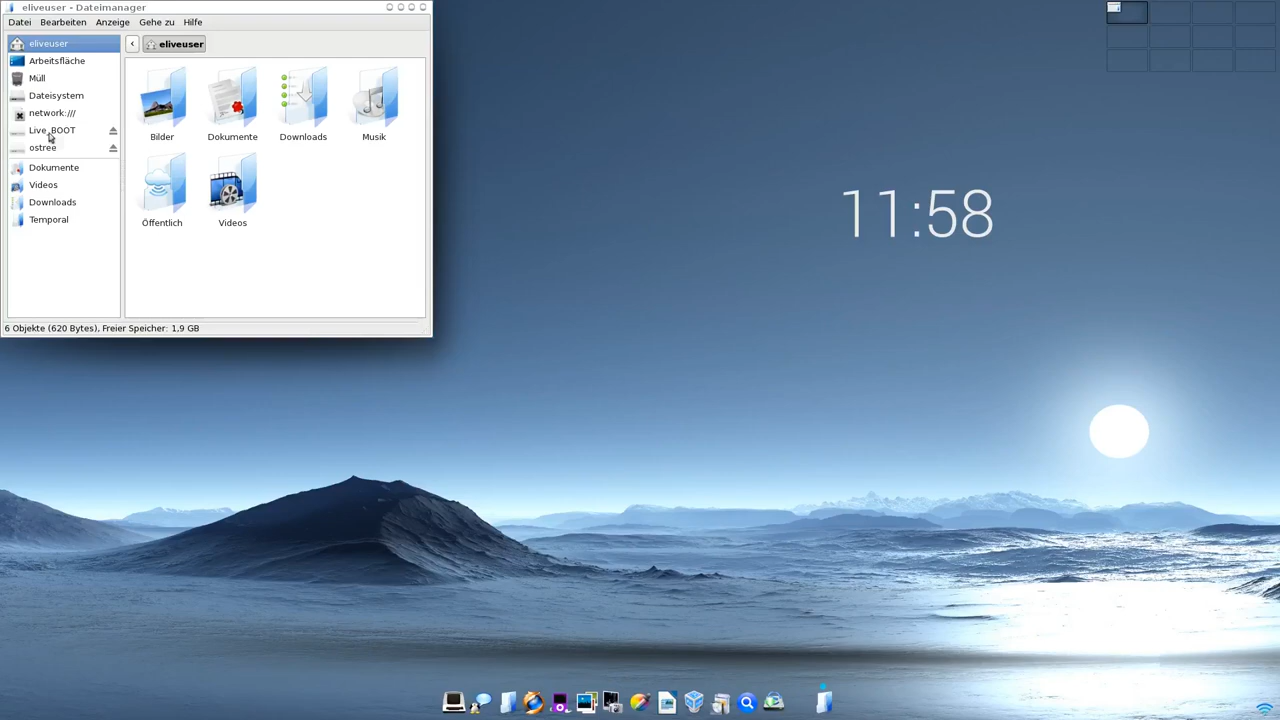 eliveuser - Dateimanager
Datei Bearbeiten Anzeige Gehe zu Hilfe
eliveuser
Arbeitsfläche
Müll
Dateisystem
network:///
Live_BOOT
ostree
Dokumente
Videos
Downloads
Temporal
eliveuser
Bilder Dokumente Downloads Musik
Öffentlich Videos
6 Objekte (620 Bytes), Freier Speicher: 1,9 GB
11:58